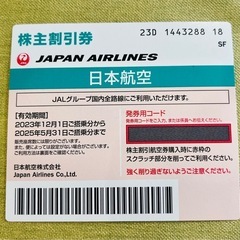 株主割引券
23D 1443288 18
SF
JAPAN AIRLINES
日本航空
JALグループ国内全路線にご利用いただけます。
[有効期間]
2023年12月1日ご搭乗分から
2025年5月31日ご搭乗分まで
日本航空株式会社
Japan Airlines Co.,Ltd.
発券用コード
株主割引航空券購入時に赤枠の
スクラッチ部分を削ってご利用ください。
強く削り過ぎないようご注意ください。